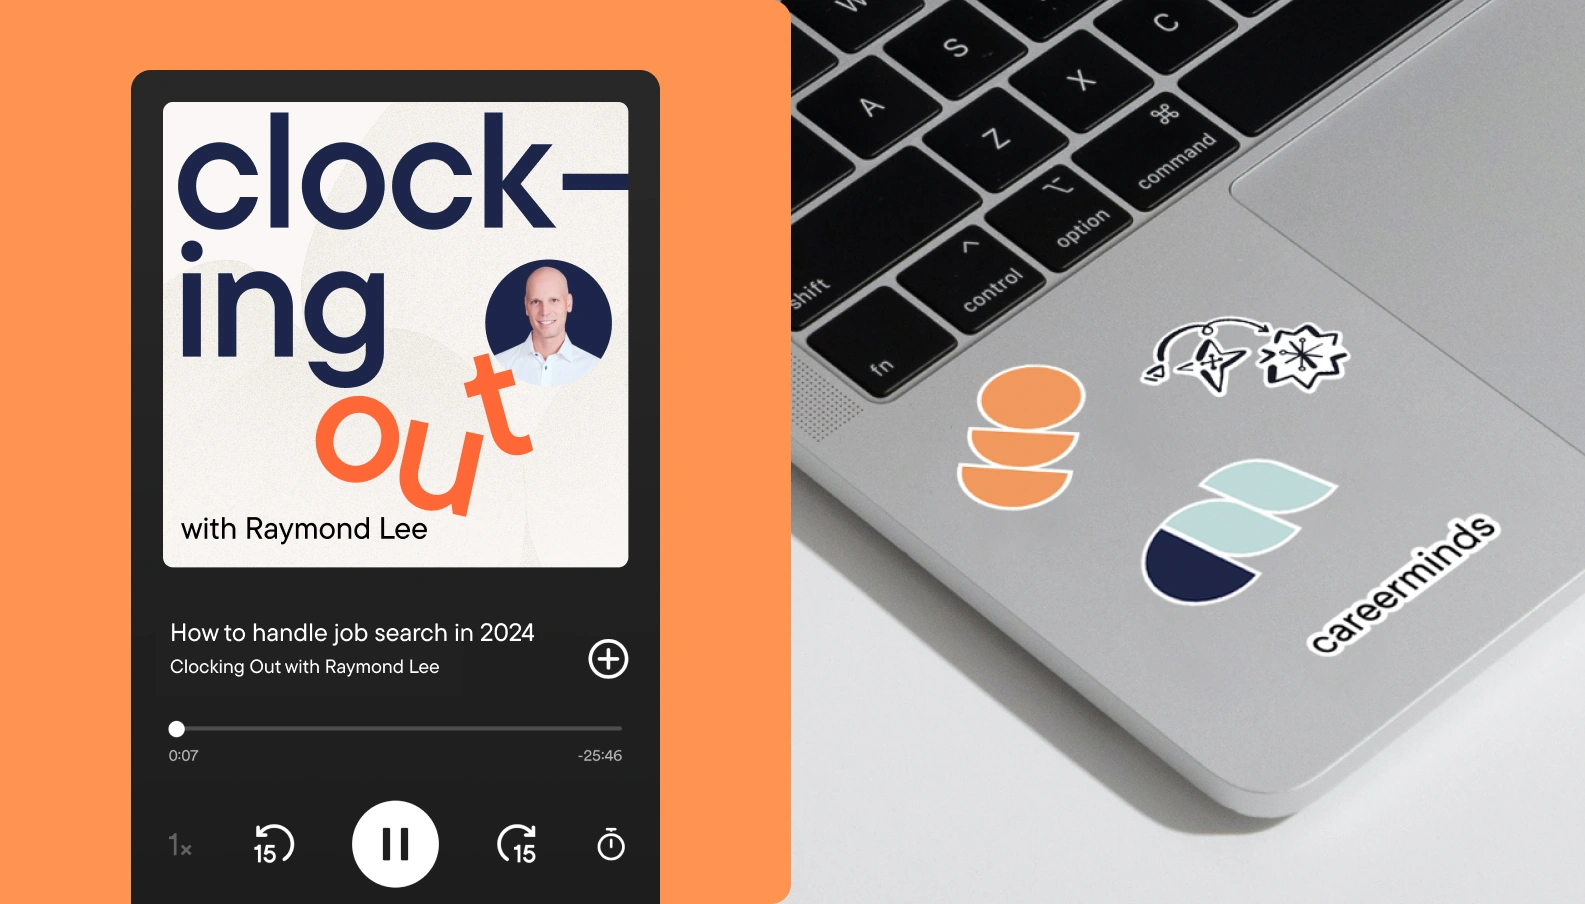 clock-
ing
out
with Raymond Lee
How to handle job search in 2024
Clocking Out with Raymond Lee
0:07
-25:46
1×
15
15
W
S
C
A
X
Z
⌘
command
⌥
option
^
control
shift
fn
careerminds